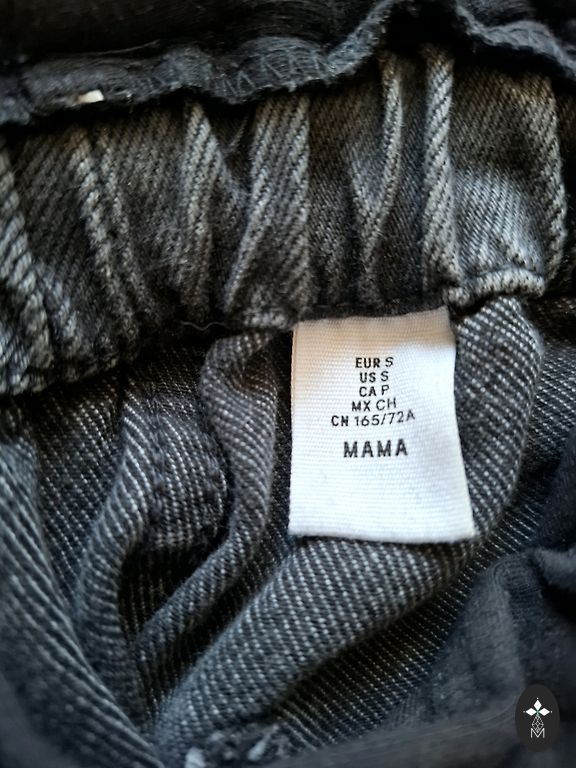 EUR S
US S
CA P
MX CH
CN 165/72A
MAMA
M